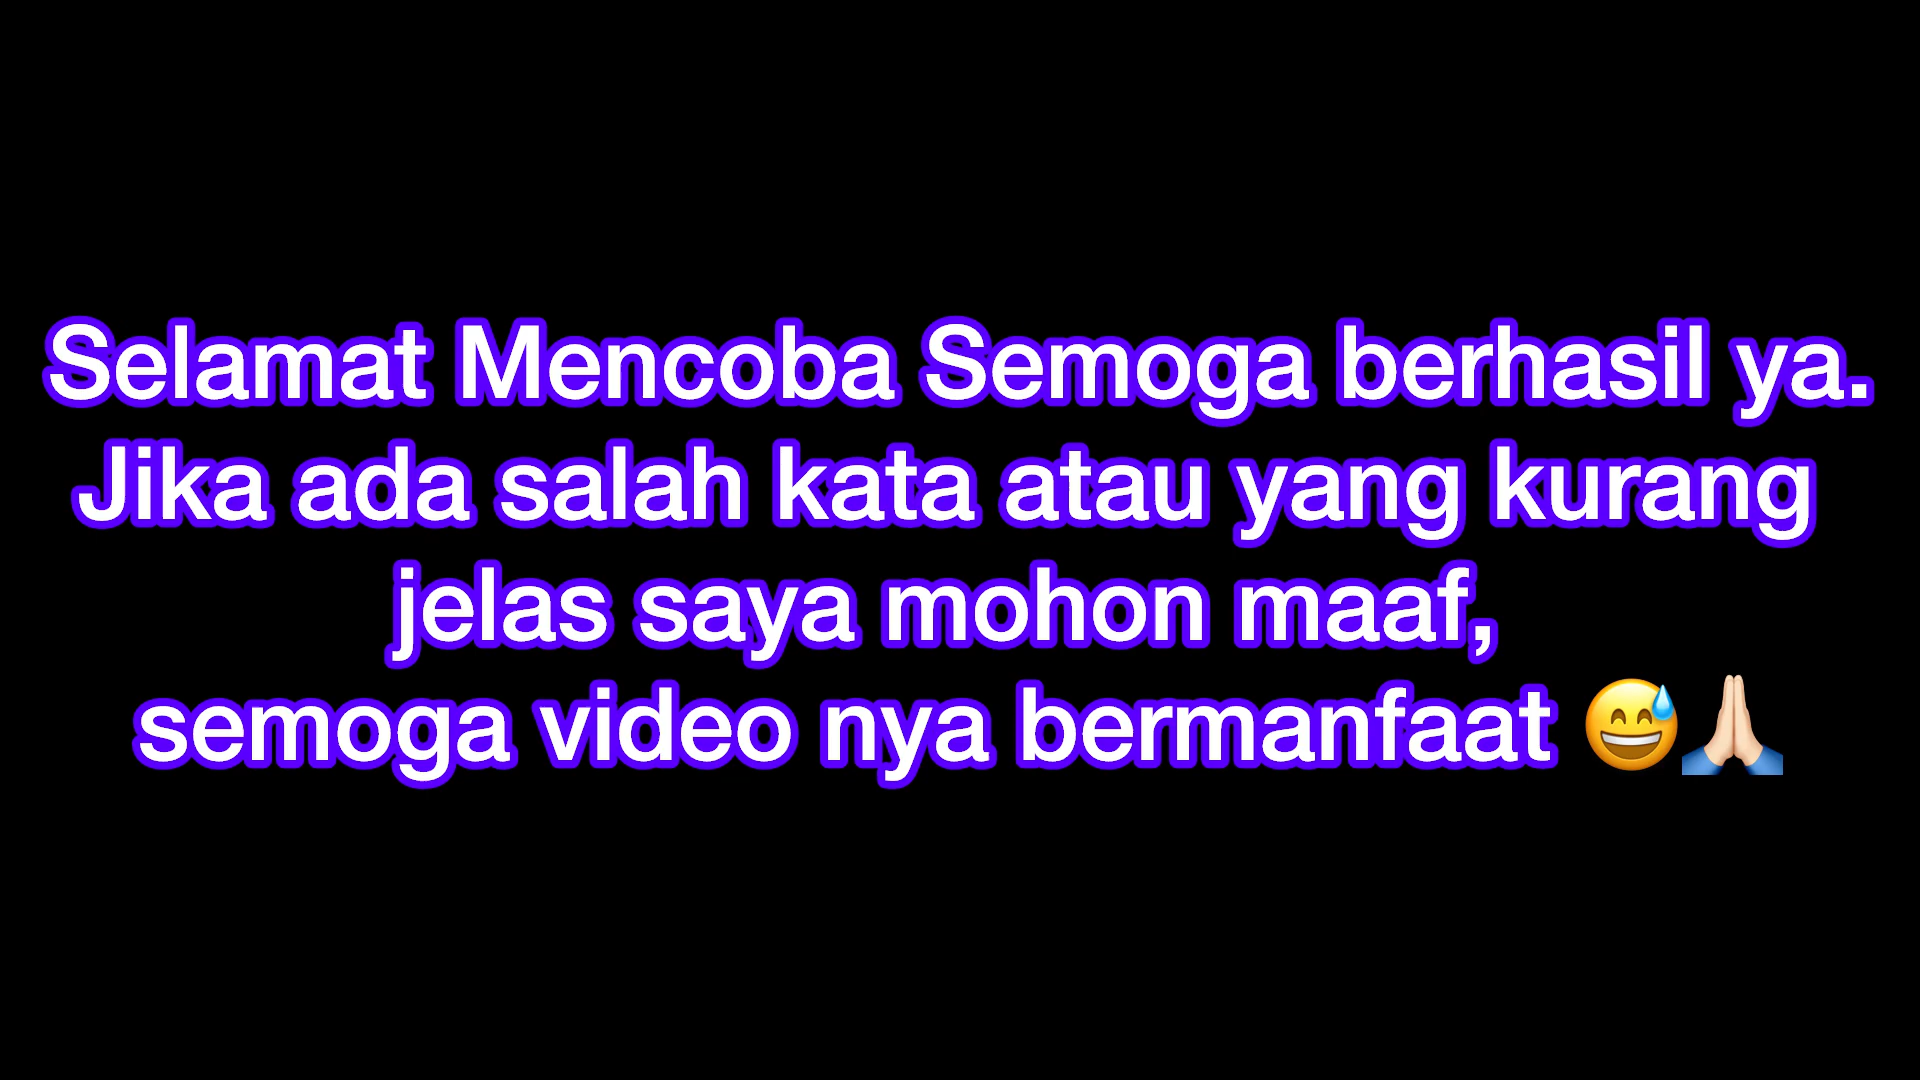 Selamat Mencoba Semoga berhasil ya.
Jika ada salah kata atau yang kurang
jelas saya mohon maaf,
semoga video nya bermanfaat 😅🙏🏻